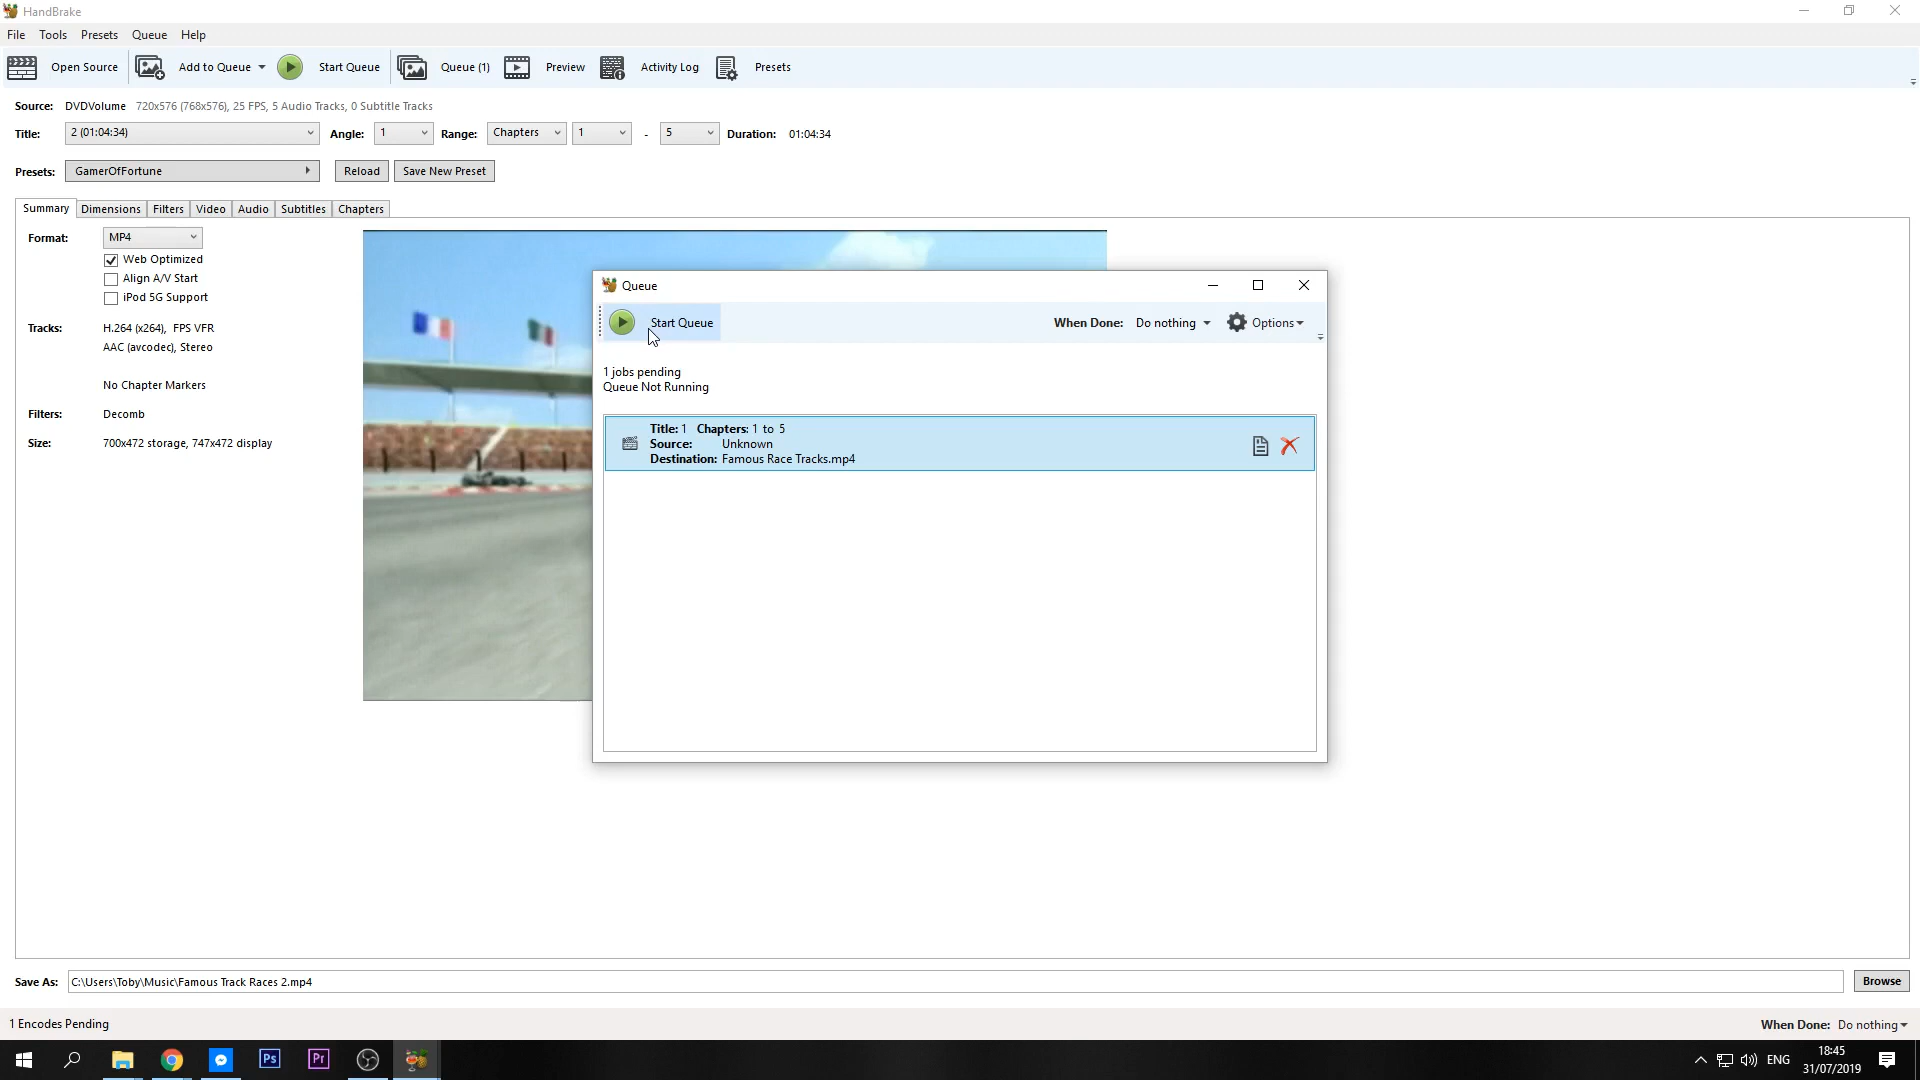 HandBrake
File Tools Presets Queue Help
Open Source Add to Queue Start Queue Queue (1) Preview Activity Log Presets
Source: DVDVolume 720x576 (768x576), 25 FPS, 5 Audio Tracks, 0 Subtitle Tracks
Title: 2 (01:04:34) Angle: 1 Range: Chapters 1 - 5 Duration: 01:04:34
Presets: GamerOfFortune Reload Save New Preset
Summary Dimensions Filters Video Audio Subtitles Chapters
Format: MP4
Web Optimized
Align A/V Start
iPod 5G Support
Tracks: H.264 (x264), FPS VFR
AAC (avcodec), Stereo
No Chapter Markers
Filters: Decomb
Size: 700x472 storage, 747x472 display
Queue
Start Queue When Done: Do nothing Options
1 jobs pending
Queue Not Running
Title: 1 Chapters: 1 to 5
Source: Unknown
Destination: Famous Race Tracks.mp4
Save As: C:\Users\Toby\Music\Famous Track Races 2.mp4 Browse
1 Encodes Pending When Done: Do nothing
Ps Pr ENG 18:45
31/07/2019